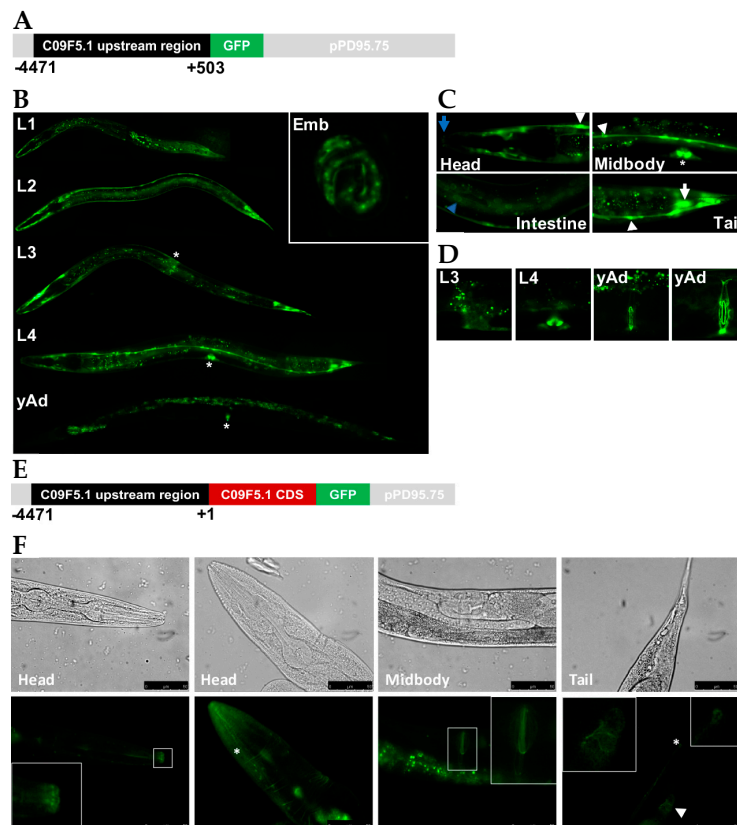 A
C09F5.1 upstream region GFP pPD95.75
-4471 +503
B
L1
Emb
L2
L3
*
L4
*
yAd
*
C
Head
Midbody
*
Intestine
Tail
D
L3 L4 yAd yAd
E
C09F5.1 upstream region C09F5.1 CDS GFP pPD95.75
-4471 +1
F
Head Head Midbody Tail
* *